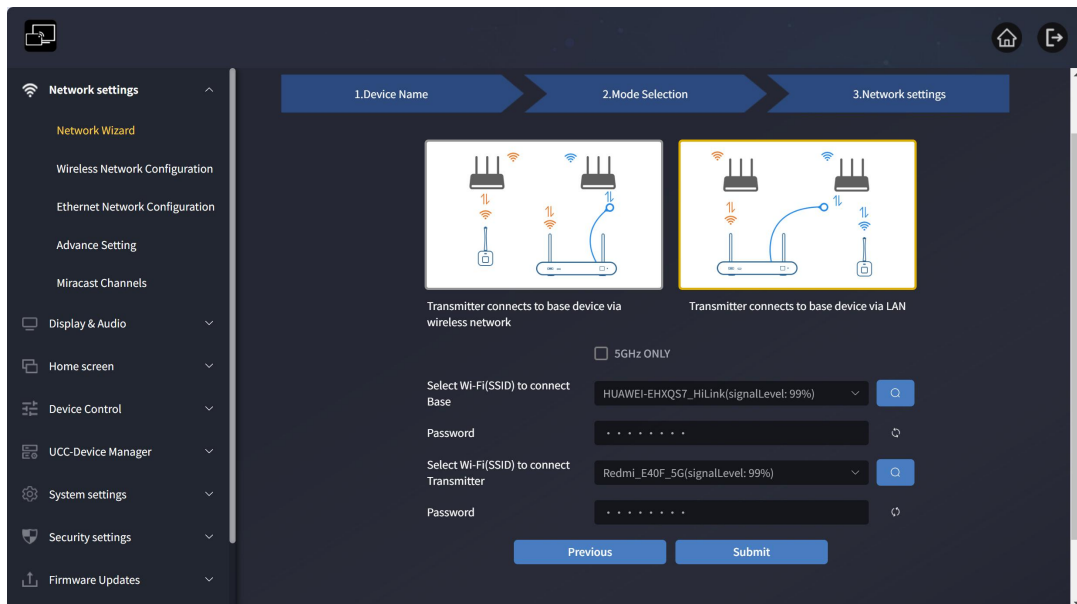 Network settings
Network Wizard
Wireless Network Configuration
Ethernet Network Configuration
Advance Setting
Miracast Channels
Display & Audio
Home screen
Device Control
UCC-Device Manager
System settings
Security settings
Firmware Updates
1.Device Name
2.Mode Selection
3.Network settings
Transmitter connects to base device via
wireless network
Transmitter connects to base device via LAN
5GHz ONLY
Select Wi-Fi(SSID) to connect
Base
HUAWEI-EHXQS7_HiLink(signalLevel: 99%)
Password
Select Wi-Fi(SSID) to connect
Transmitter
Redmi_E40F_5G(signalLevel: 99%)
Password
Previous
Submit